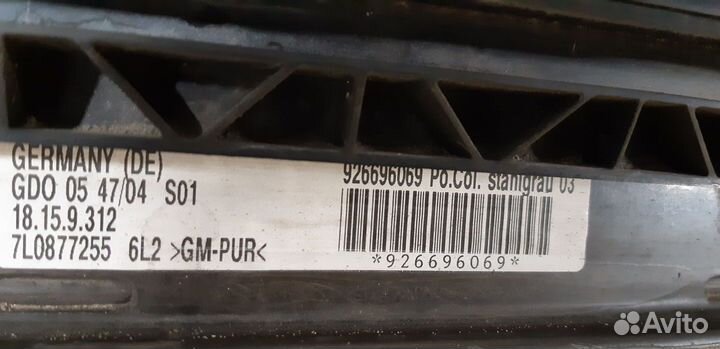 GERMANY (DE)
GDO 05 47/04 S01
18.15.9.312
7L0877255 6L2 >GM-PUR<
926696069 Po.Col. stahlgrau 03
*926696069*
Avito